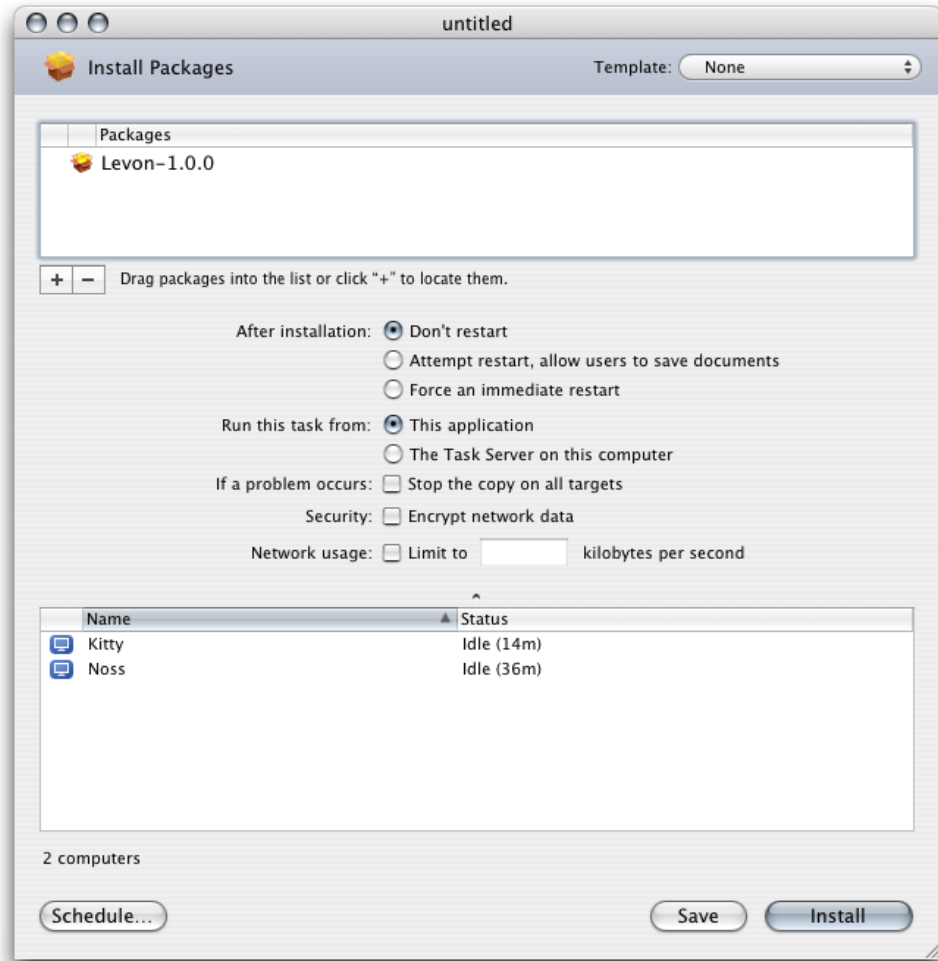 untitled
Install Packages
Template: None
Packages
Levon-1.0.0
+ − Drag packages into the list or click “+” to locate them.
After installation: Don't restart
Attempt restart, allow users to save documents
Force an immediate restart
Run this task from: This application
The Task Server on this computer
If a problem occurs: Stop the copy on all targets
Security: Encrypt network data
Network usage: Limit to kilobytes per second
Name Status
Kitty Idle (14m)
Noss Idle (36m)
2 computers
Schedule... Save Install